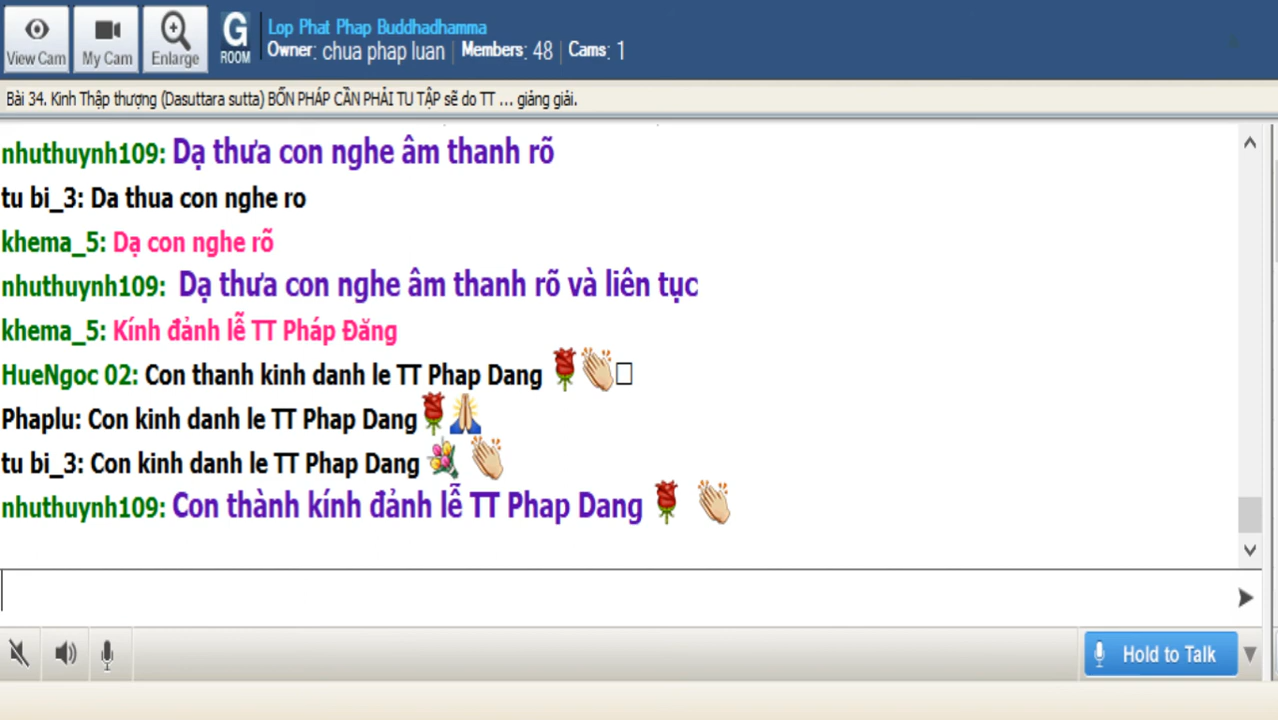 Lop Phat Phap Buddhadhamma
View Cam
My Cam
Enlarge
G
ROOM
Owner: chua phap luan | Members: 48 | Cams: 1
Bài 34. Kinh Thập thượng (Dasuttara sutta) BỐN PHÁP CẦN PHẢI TU TẬP sẽ do TT ... giảng giải.
nhuthuynh109: Dạ thưa con nghe âm thanh rõ
tu bi_3: Da thua con nghe ro
khema_5: Dạ con nghe rõ
nhuthuynh109: Dạ thưa con nghe âm thanh rõ và liên tục
khema_5: Kính đảnh lễ TT Pháp Đăng
HueNgoc 02: Con thanh kinh danh le TT Phap Dang 🌹👏
Phaplu: Con kinh danh le TT Phap Dang🌹🙏
tu bi_3: Con kinh danh le TT Phap Dang 💐 👏
nhuthuynh109: Con thành kính đảnh lễ TT Phap Dang 🌹 👏
Hold to Talk